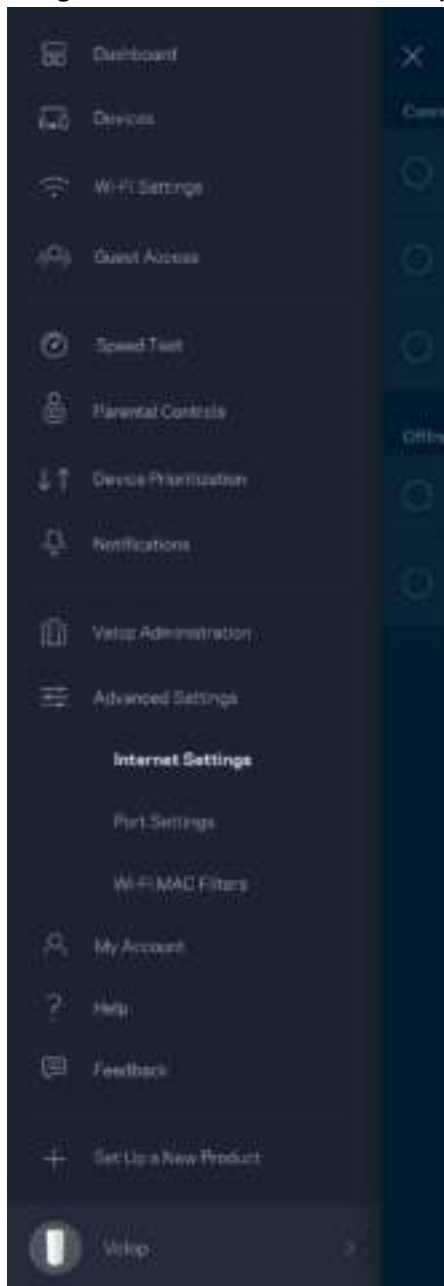 Dashboard
Devices
Wi-Fi Settings
Guest Access
Speed Test
Parental Controls
Device Prioritization
Notifications
Velop Administration
Advanced Settings
Internet Settings
Port Settings
Wi-Fi MAC Filters
My Account
Help
Feedback
Set Up a New Product
Velop